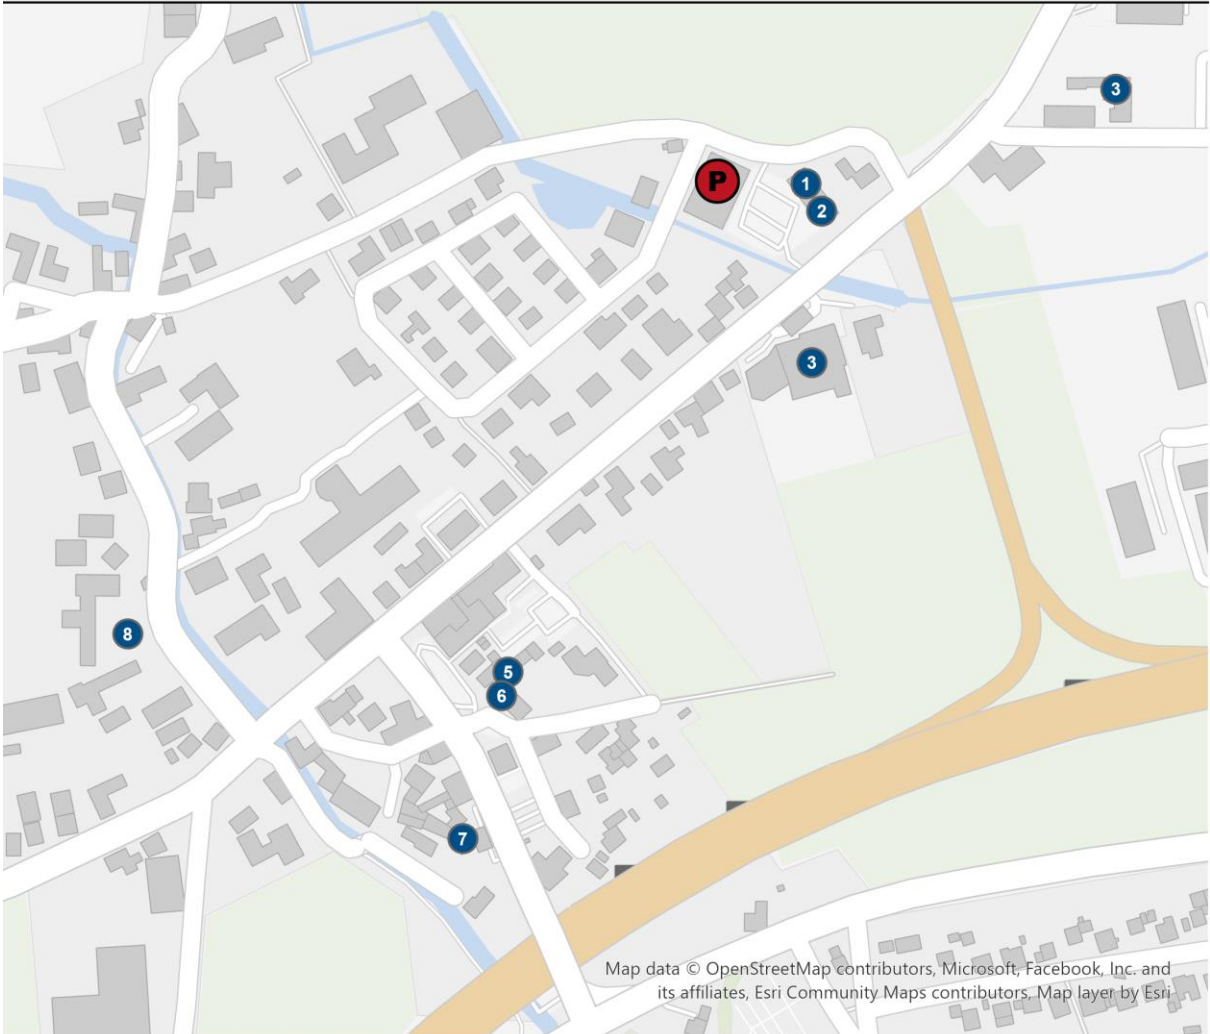 3
P
1
2
3
8
5
6
7
Map data © OpenStreetMap contributors, Microsoft, Facebook, Inc. and
its affiliates, Esri Community Maps contributors, Map layer by Esri